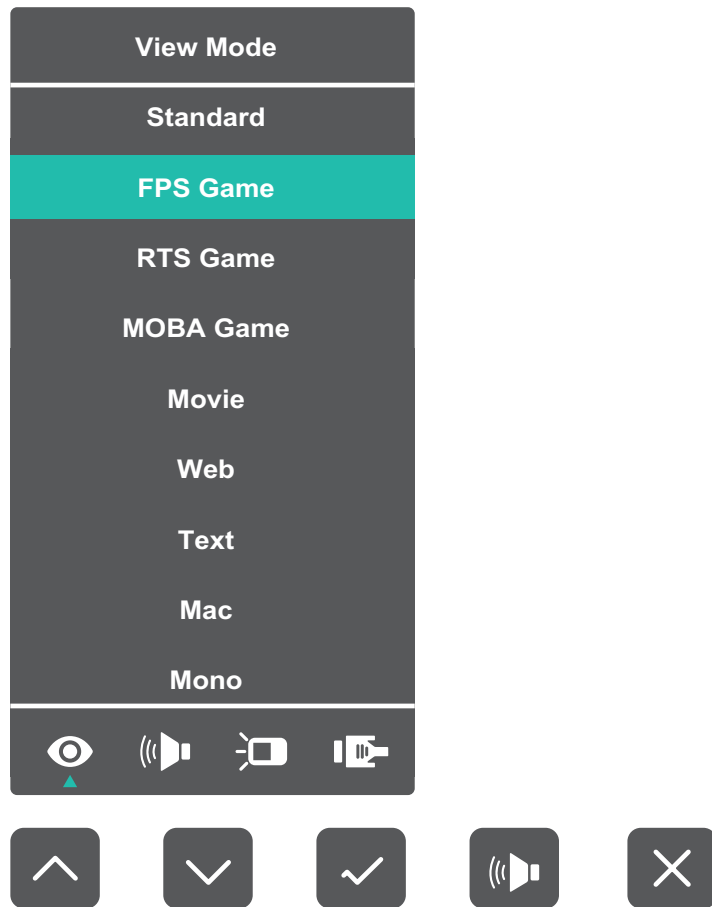 View Mode
Standard
FPS Game
RTS Game
MOBA Game
Movie
Web
Text
Mac
Mono